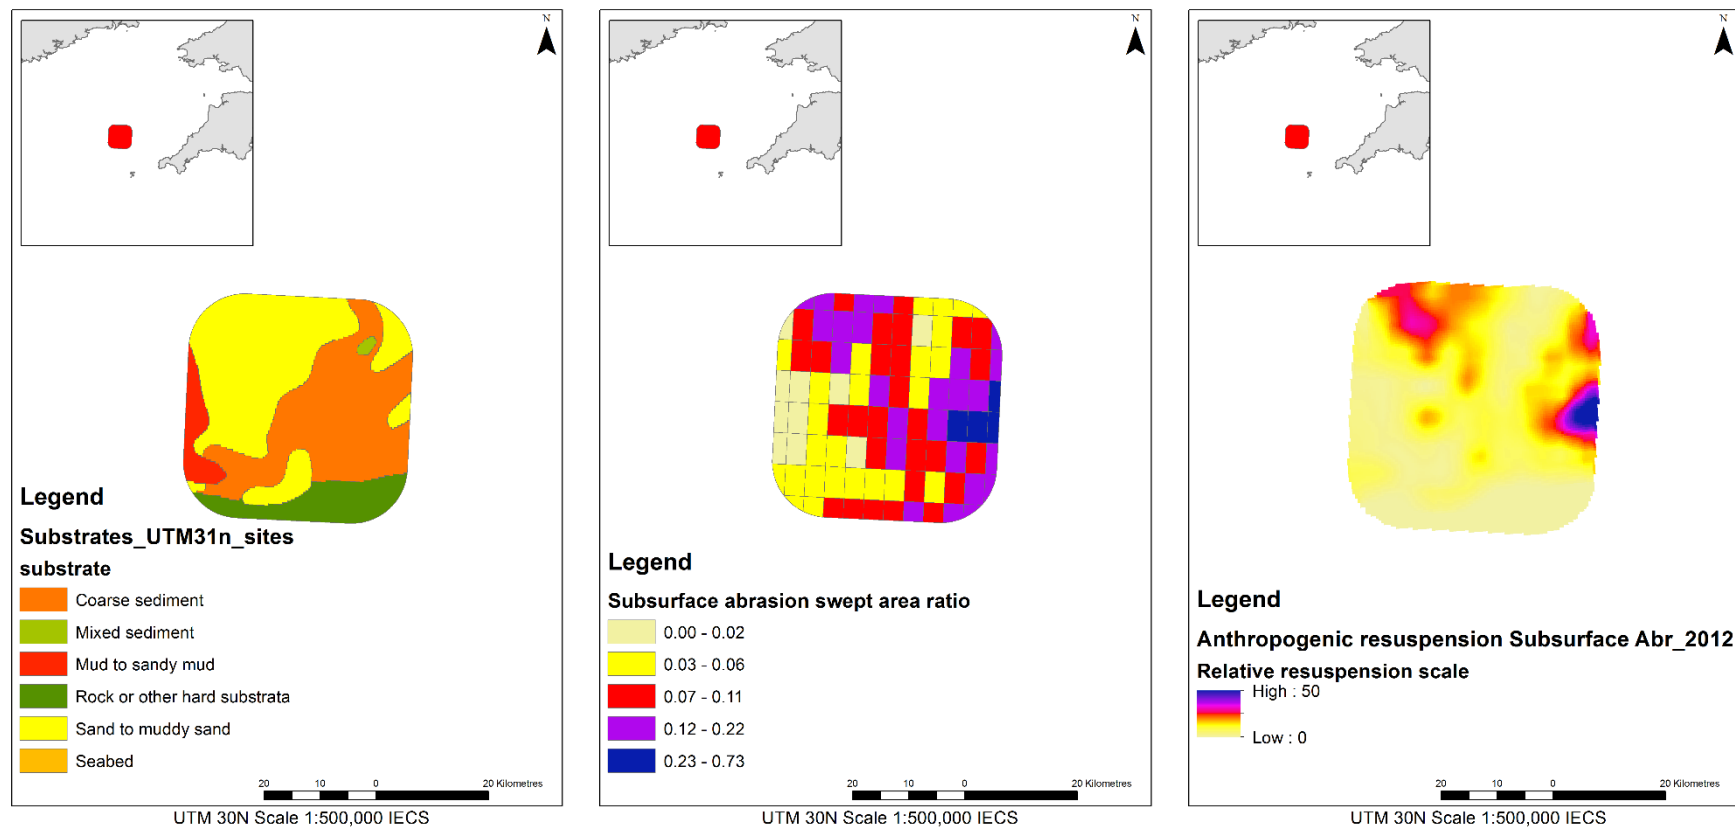 N
Legend
Substrates_UTM31n_sites
substrate
Coarse sediment
Mixed sediment
Mud to sandy mud
Rock or other hard substrata
Sand to muddy sand
Seabed
20 10 0 20 Kilometres
UTM 30N Scale 1:500,000 IECS
N
Legend
Subsurface abrasion swept area ratio
0.00 - 0.02
0.03 - 0.06
0.07 - 0.11
0.12 - 0.22
0.23 - 0.73
20 10 0 20 Kilometres
UTM 30N Scale 1:500,000 IECS
N
Legend
Anthropogenic resuspension Subsurface Abr_2012
Relative resuspension scale
High : 50
Low : 0
20 10 0 20 Kilometres
UTM 30N Scale 1:500,000 IECS